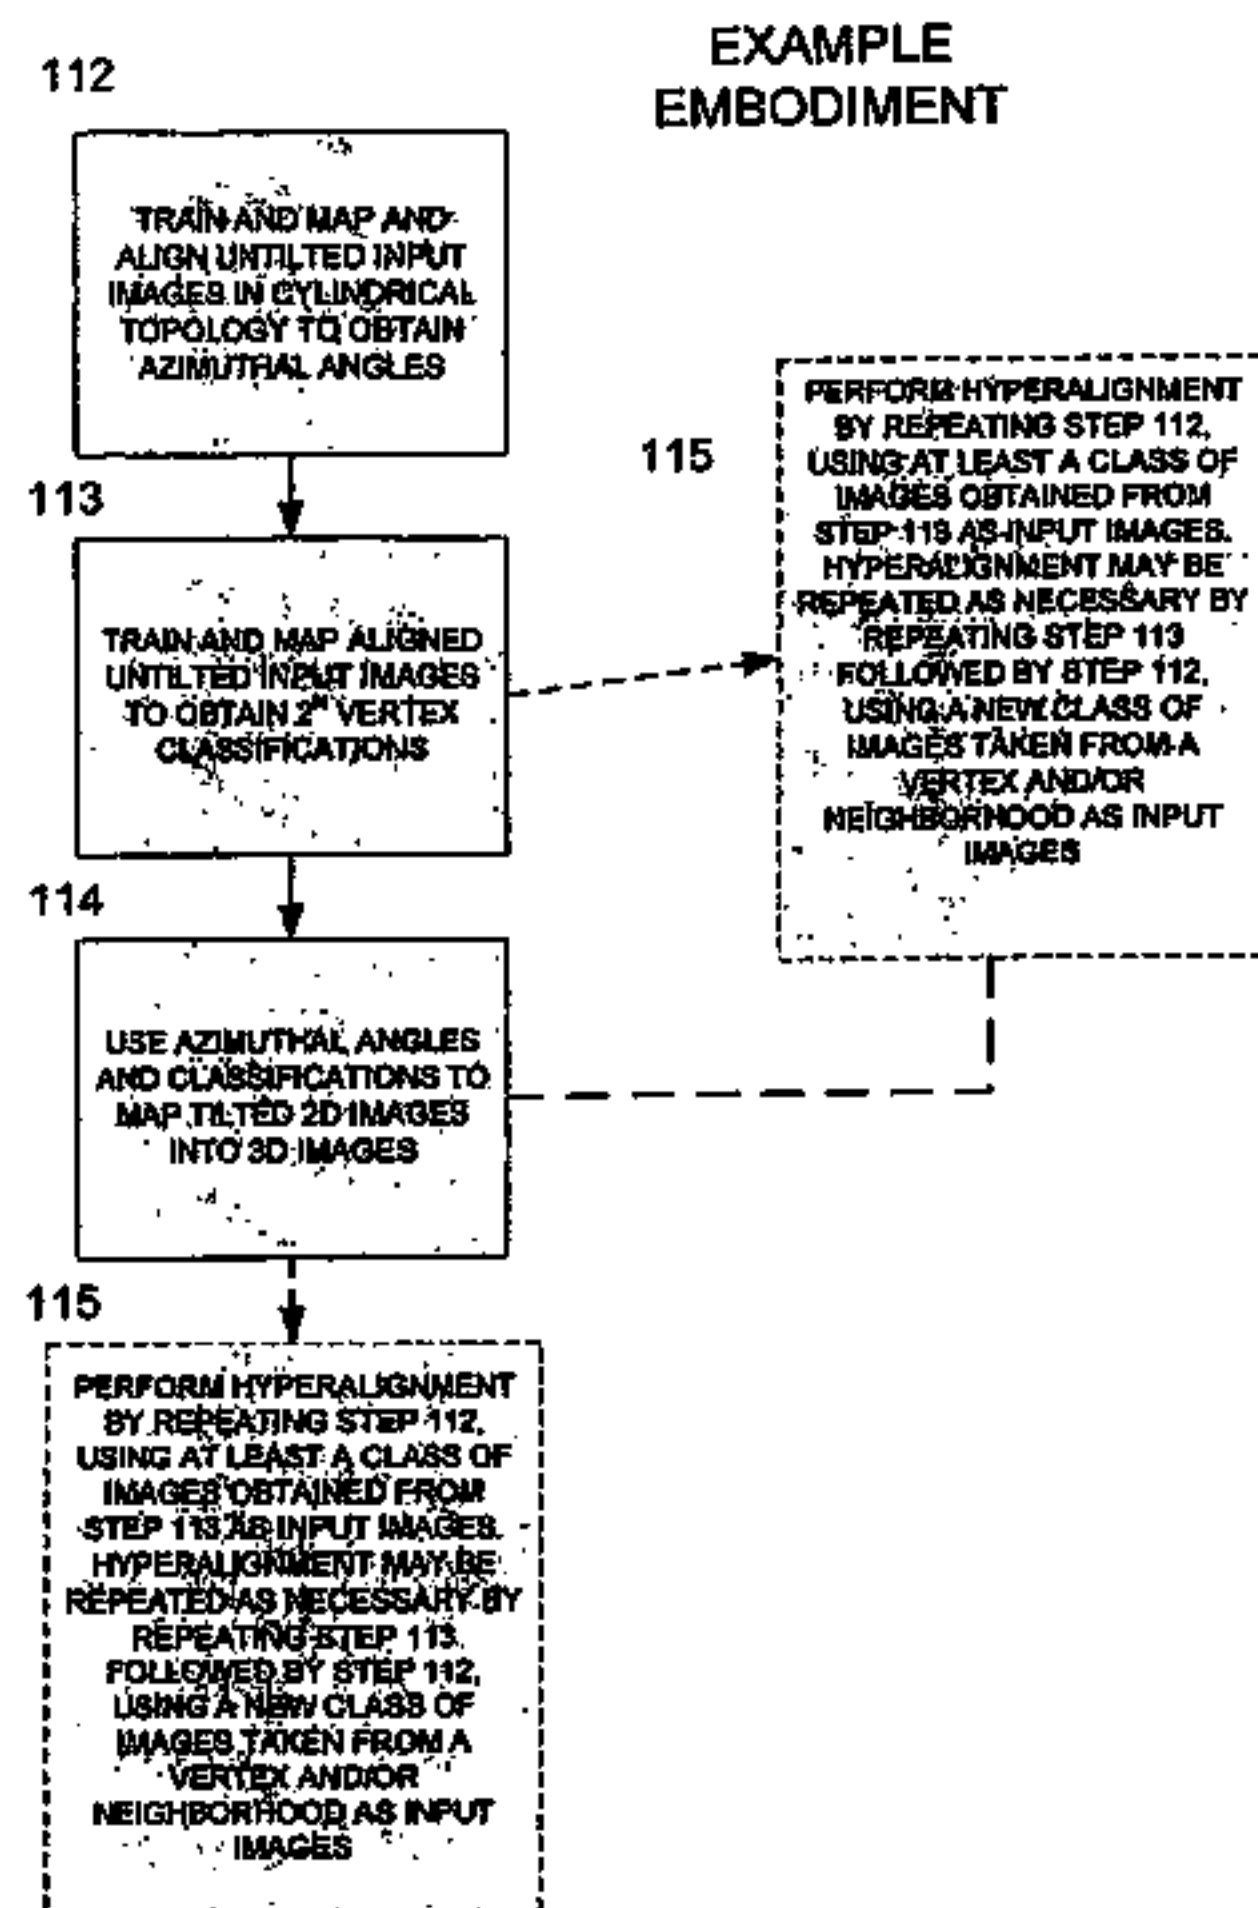 EXAMPLE
EMBODIMENT
112
TRAIN AND MAP AND
ALIGN UNTILTED INPUT
IMAGES IN CYLINDRICAL
TOPOLOGY TO OBTAIN
AZIMUTHAL ANGLES
113
TRAIN AND MAP ALIGNED
UNTILTED INPUT IMAGES
TO OBTAIN 2ᴺ VERTEX
CLASSIFICATIONS
115
PERFORM HYPERALIGNMENT
BY REPEATING STEP 112,
USING AT LEAST A CLASS OF
IMAGES OBTAINED FROM
STEP 113 AS INPUT IMAGES.
HYPERALIGNMENT MAY BE
REPEATED AS NECESSARY BY
REPEATING STEP 113
FOLLOWED BY STEP 112,
USING A NEW CLASS OF
IMAGES TAKEN FROM A
VERTEX AND/OR
NEIGHBORHOOD AS INPUT
IMAGES
114
USE AZIMUTHAL ANGLES
AND CLASSIFICATIONS TO
MAP TILTED 2D IMAGES
INTO 3D IMAGES
115
PERFORM HYPERALIGNMENT
BY REPEATING STEP 112,
USING AT LEAST A CLASS OF
IMAGES OBTAINED FROM
STEP 113 AS INPUT IMAGES.
HYPERALIGNMENT MAY BE
REPEATED AS NECESSARY BY
REPEATING STEP 113
FOLLOWED BY STEP 112,
USING A NEW CLASS OF
IMAGES TAKEN FROM A
VERTEX AND/OR
NEIGHBORHOOD AS INPUT
IMAGES